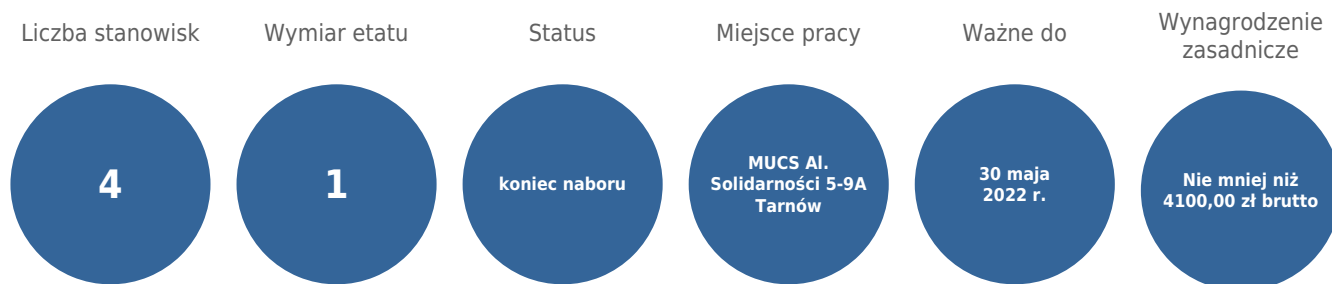 Liczba stanowisk
4
Wymiar etatu
1
Status
koniec naboru
Miejsce pracy
MUCS Al.
Solidarności 5-9A
Tarnów
Ważne do
30 maja
2022 r.
Wynagrodzenie
zasadnicze
Nie mniej niż
4100,00 zł brutto